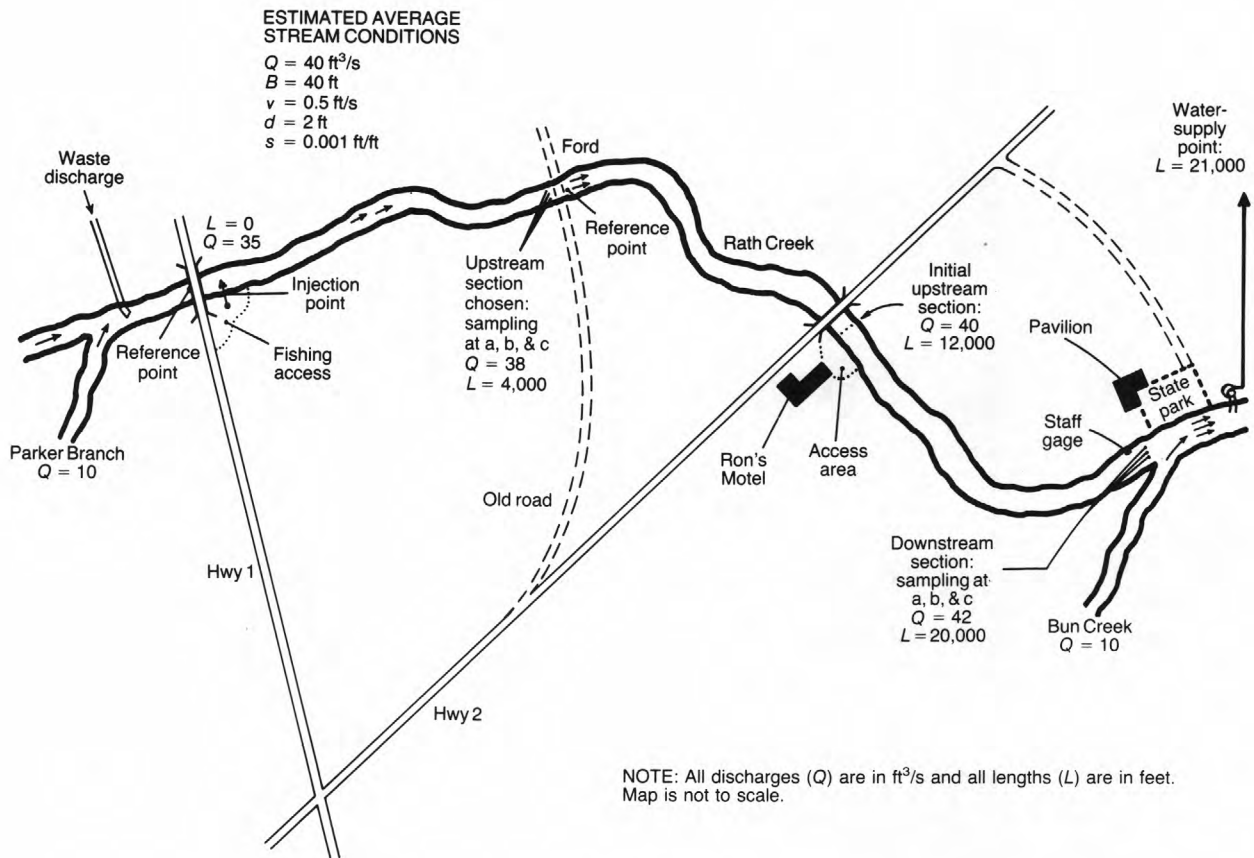 ESTIMATED AVERAGE
STREAM CONDITIONS
Q = 40 ft³/s
B = 40 ft
v = 0.5 ft/s
d = 2 ft
s = 0.001 ft/ft
Waste
discharge
L = 0
Q = 35
Injection
point
Reference
point
Fishing
access
Parker Branch
Q = 10
Hwy 1
Ford
Reference
point
Upstream
section
chosen:
sampling
at a, b, & c
Q = 38
L = 4,000
Old road
Hwy 2
Rath Creek
Initial
upstream
section:
Q = 40
L = 12,000
Ron's
Motel
Access
area
Water-
supply
point:
L = 21,000
Pavilion
State
park
Staff
gage
Downstream
section:
sampling at
a, b, & c
Q = 42
L = 20,000
Bun Creek
Q = 10
NOTE: All discharges (Q) are in ft³/s and all lengths (L) are in feet.
Map is not to scale.